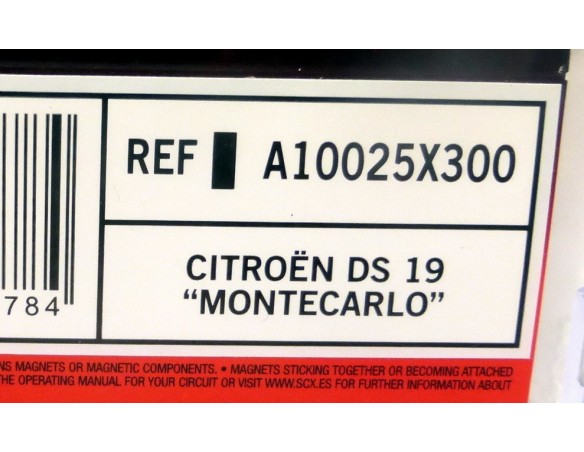 REF A10025X300
CITROËN DS 19
“MONTECARLO”
784
MAGNETS OR MAGNETIC COMPONENTS. • MAGNETS STICKING TOGETHER OR BECOMING ATTACHED
THE OPERATING MANUAL FOR YOUR CIRCUIT OR VISIT WWW.SCX.ES FOR FURTHER INFORMATION ABOUT